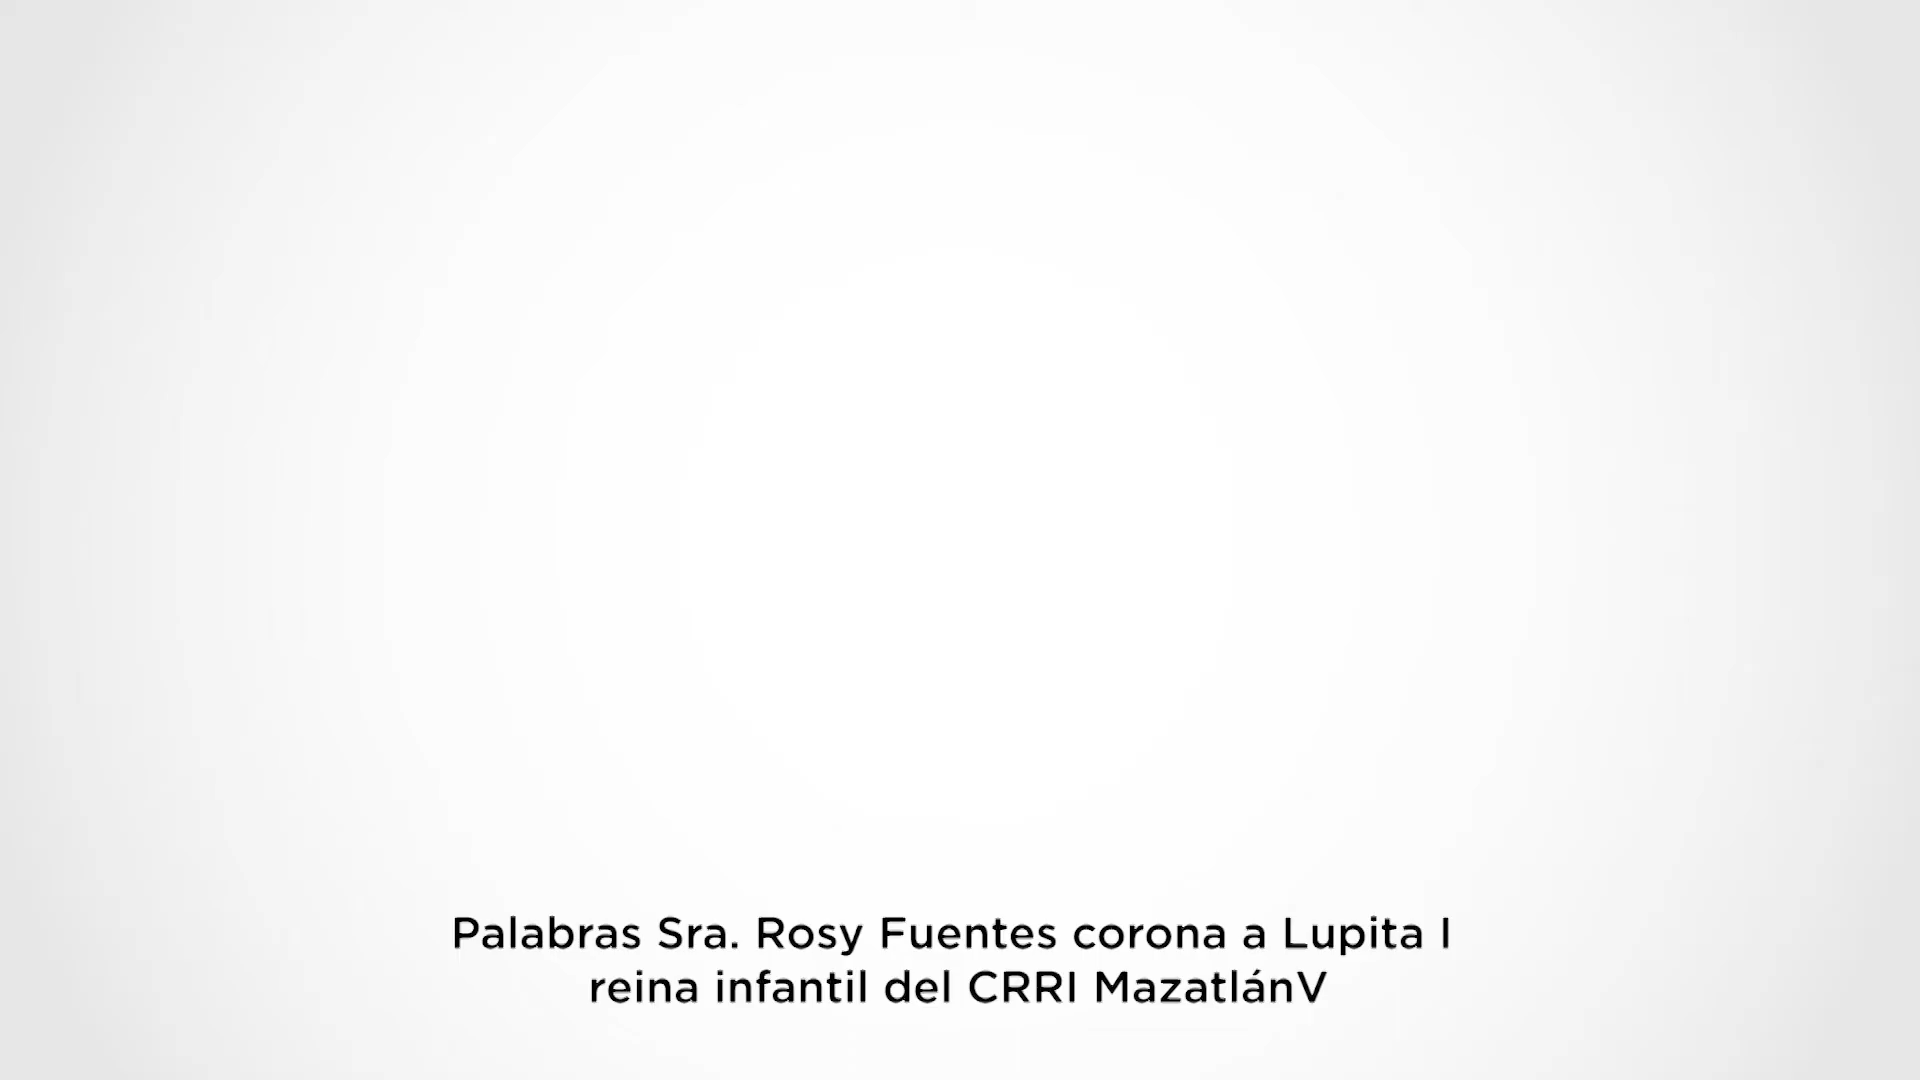 Palabras Sra. Rosy Fuentes corona a Lupita I
reina infantil del CRRI MazatlánV